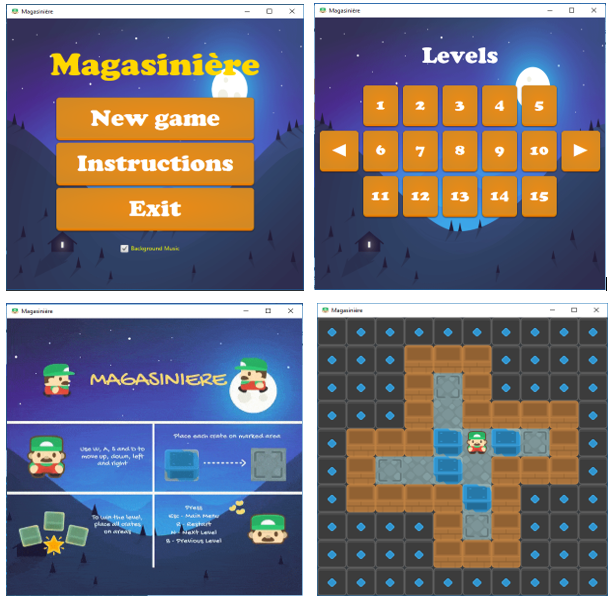 Magasinière
Magasinière
New game
Instructions
Exit
Background Music
Magasinière
Levels
1 2 3 4 5
6 7 8 9 10
11 12 13 14 15
Magasinière
MAGASINIERE
Use W, A, S and D to
move up, down, left
and right
Place each crate on marked area
To win the level,
place all crates
on areas
Press
ESC - Main Menu
R - Restart
N - Next Level
B - Previous Level
Magasinière